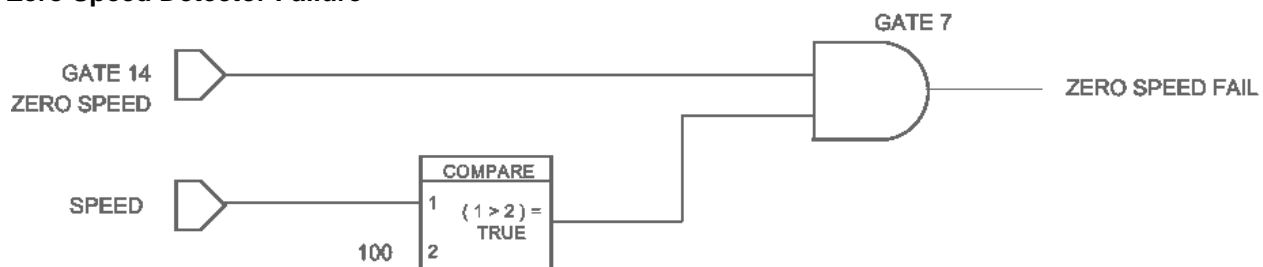 Zero Speed Detector Failure
GATE 7
GATE 14
ZERO SPEED
ZERO SPEED FAIL
COMPARE
SPEED
1
( 1 > 2 ) =
TRUE
100
2